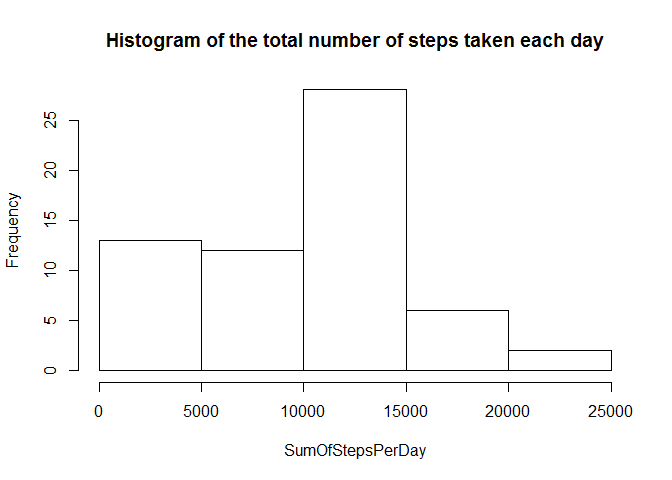 Histogram of the total number of steps taken each day
Frequency
25
20
15
10
5
0
0 5000 10000 15000 20000 25000
SumOfStepsPerDay